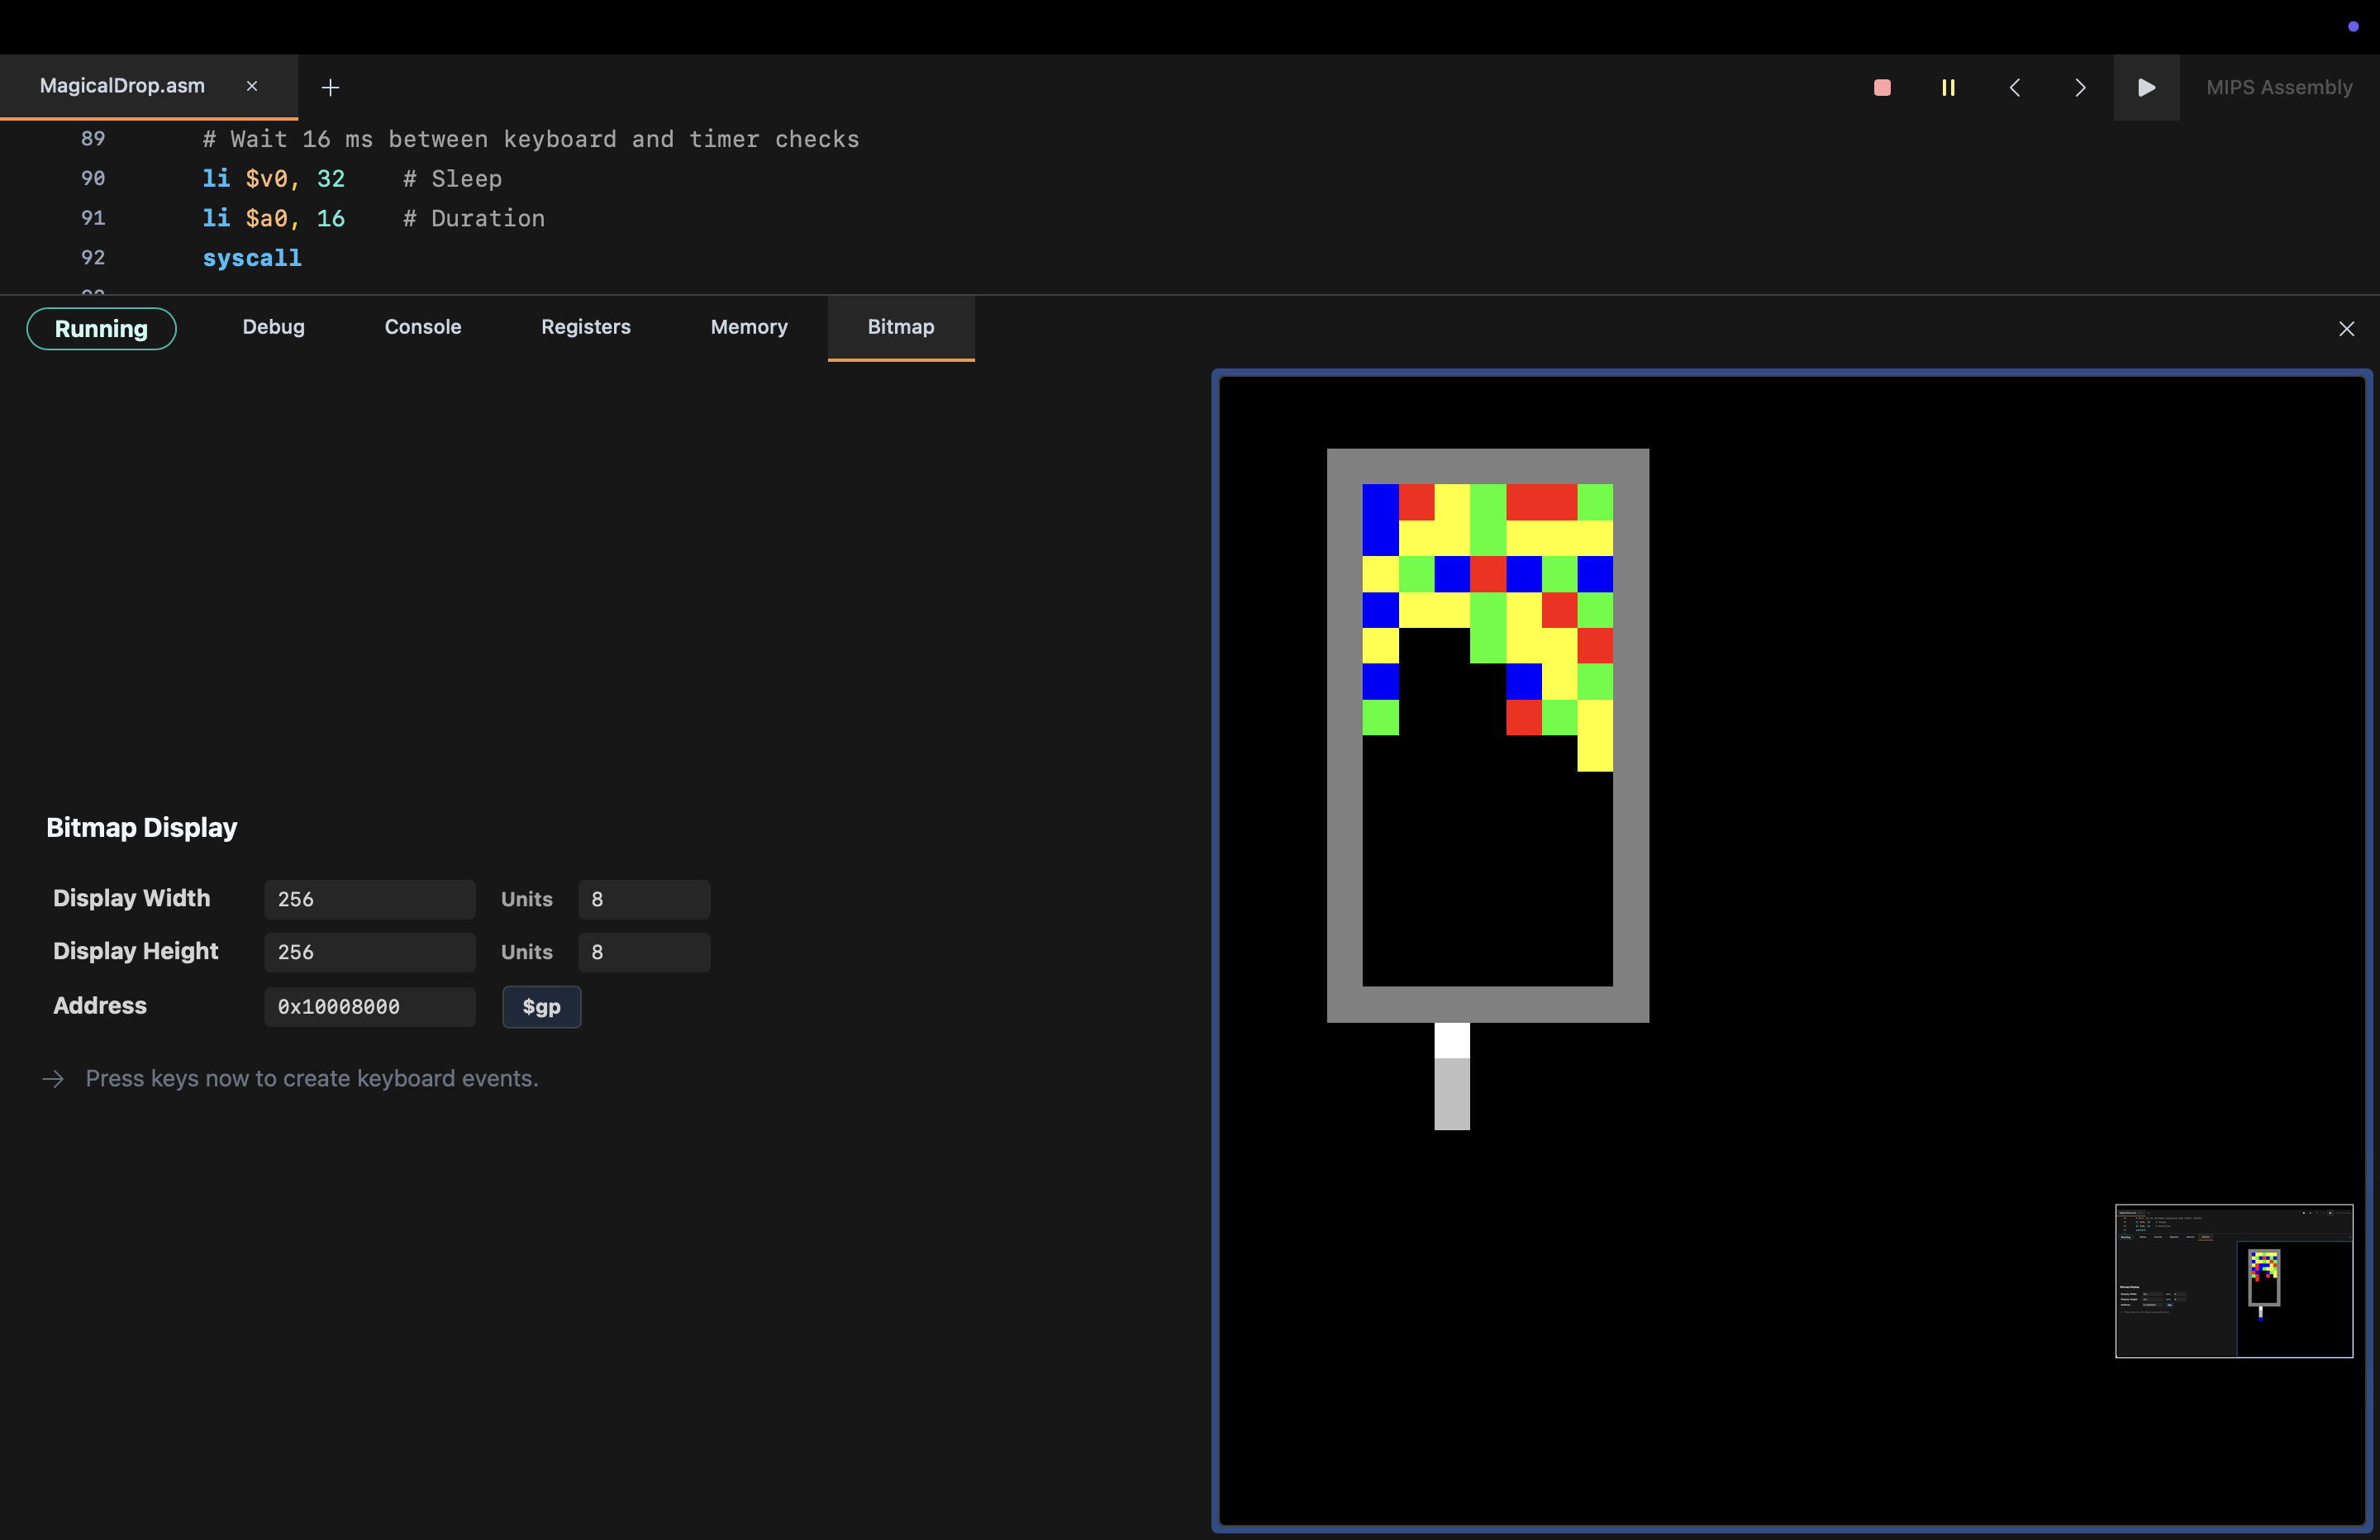 MagicalDrop.asm × +
MIPS Assembly
89 # Wait 16 ms between keyboard and timer checks
90 li $v0, 32 # Sleep
91 li $a0, 16 # Duration
92 syscall
Running Debug Console Registers Memory Bitmap
Bitmap Display
Display Width 256 Units 8
Display Height 256 Units 8
Address 0x10008000 $gp
→ Press keys now to create keyboard events.